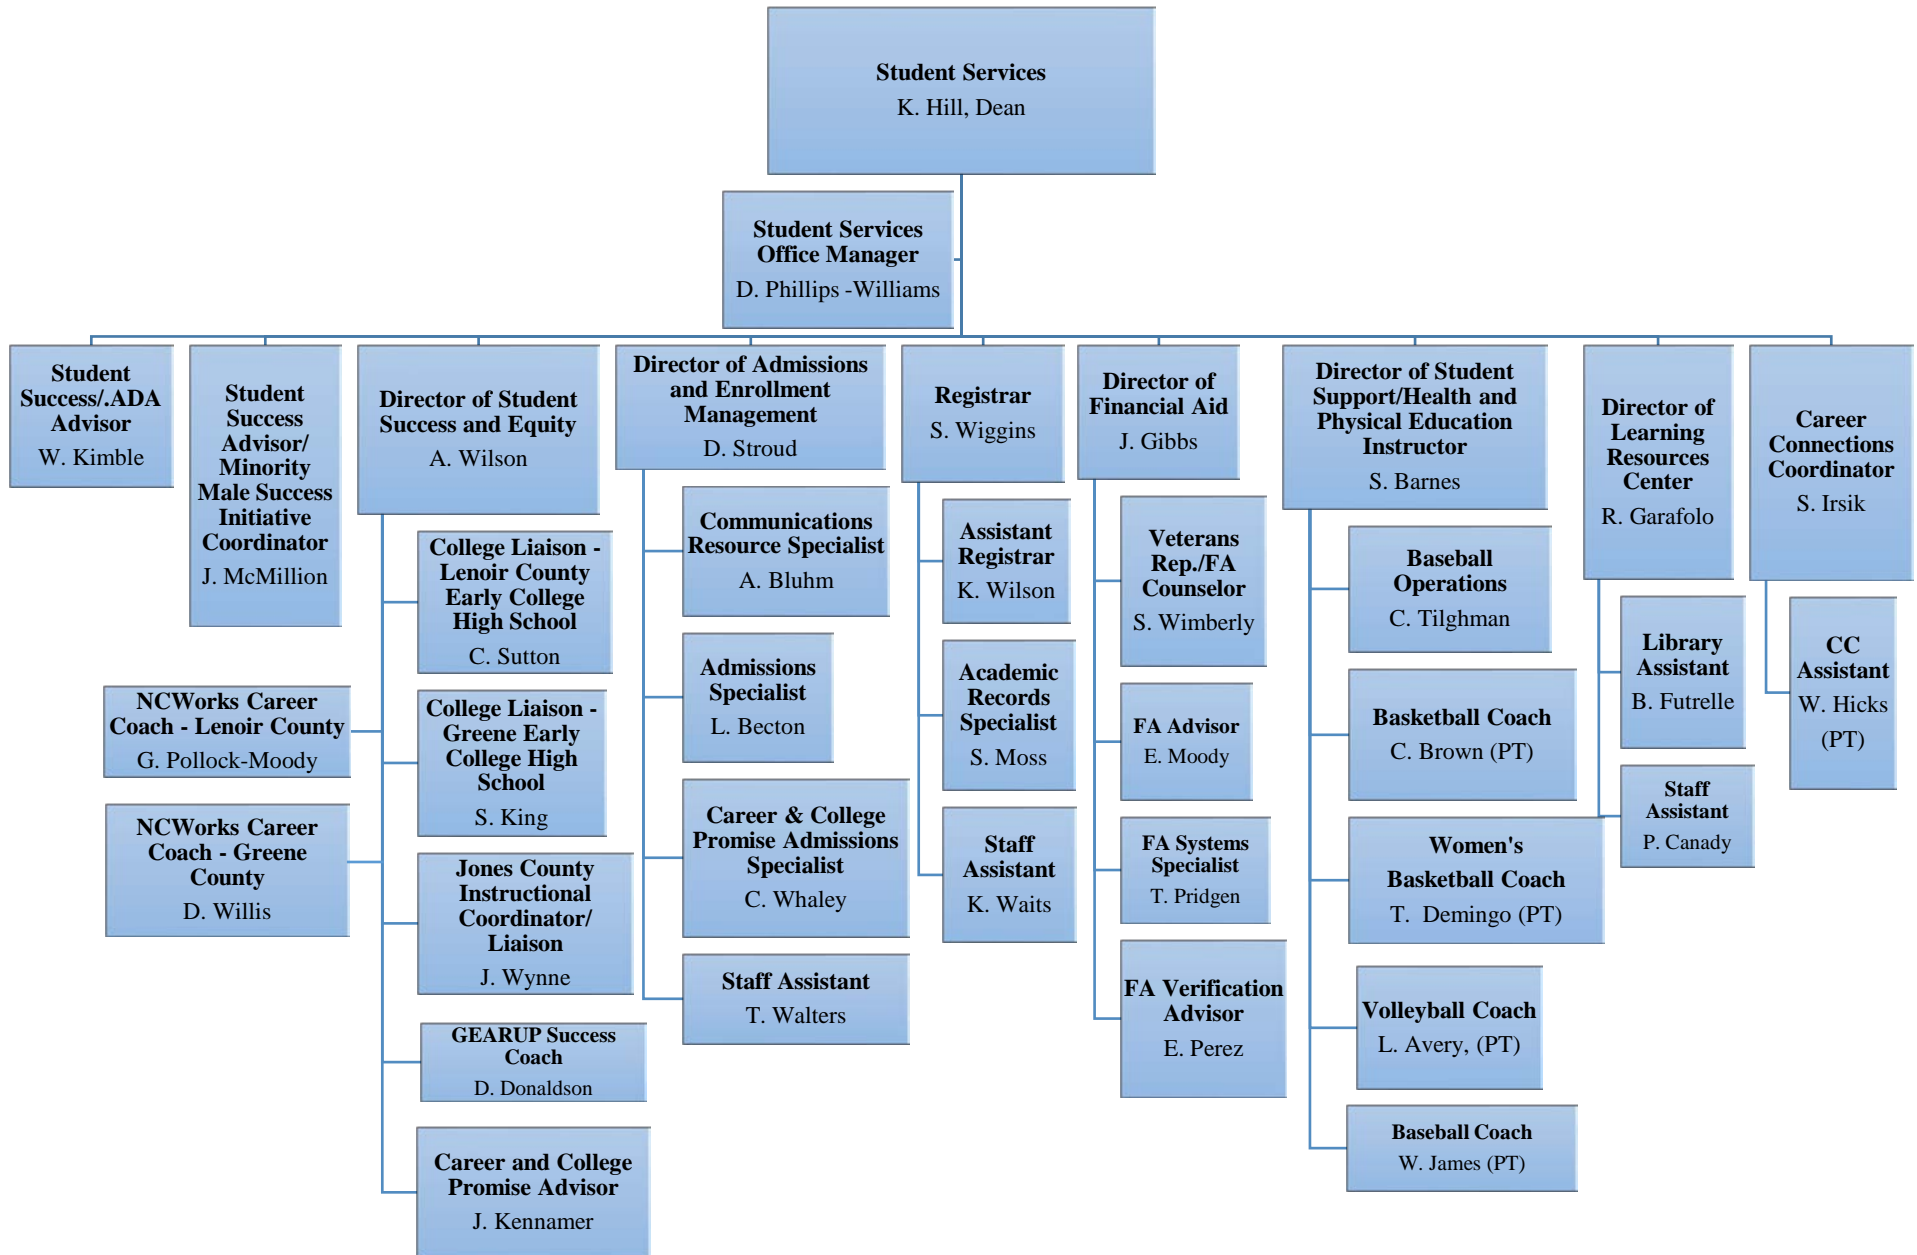 Student Services
K. Hill, Dean
Student Services
Office Manager
D. Phillips -Williams
Student
Success/.ADA
Advisor
W. Kimble
Student
Success
Advisor/
Minority
Male Success
Initiative
Coordinator
J. McMillion
Director of Student
Success and Equity
A. Wilson
College Liaison -
Lenoir County
Early College
High School
C. Sutton
NCWorks Career
Coach - Lenoir County
G. Pollock-Moody
College Liaison -
Greene Early
College High
School
S. King
NCWorks Career
Coach - Greene
County
D. Willis
Jones County
Instructional
Coordinator/
Liaison
J. Wynne
GEARUP Success
Coach
D. Donaldson
Career and College
Promise Advisor
J. Kennamer
Director of Admissions
and Enrollment
Management
D. Stroud
Communications
Resource Specialist
A. Bluhm
Admissions
Specialist
L. Becton
Career & College
Promise Admissions
Specialist
C. Whaley
Staff Assistant
T. Walters
Registrar
S. Wiggins
Assistant
Registrar
K. Wilson
Academic
Records
Specialist
S. Moss
Staff
Assistant
K. Waits
Director of
Financial Aid
J. Gibbs
Veterans
Rep./FA
Counselor
S. Wimberly
FA Advisor
E. Moody
FA Systems
Specialist
T. Pridgen
FA Verification
Advisor
E. Perez
Director of Student
Support/Health and
Physical Education
Instructor
S. Barnes
Baseball
Operations
C. Tilghman
Basketball Coach
C. Brown (PT)
Women's
Basketball Coach
T. Demingo (PT)
Volleyball Coach
L. Avery, (PT)
Baseball Coach
W. James (PT)
Director of
Learning
Resources
Center
R. Garafolo
Library
Assistant
B. Futrelle
Staff
Assistant
P. Canady
Career
Connections
Coordinator
S. Irsik
CC
Assistant
W. Hicks
(PT)